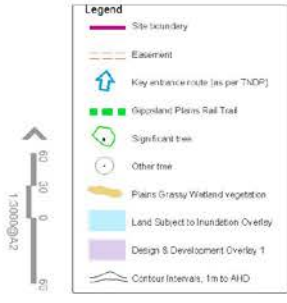 Legend
Site boundary
Easement
Key entrance route [as per TNDP]
Gippsland Plains Rail Trail
Significant tree
Other tree
Plains Grassy Wetland vegetation
Land Subject to Inundation Overlay
Design & Development Overlay 1
Contour Intervals, 1m to AHD
60
30
0
60
1:3000@A2